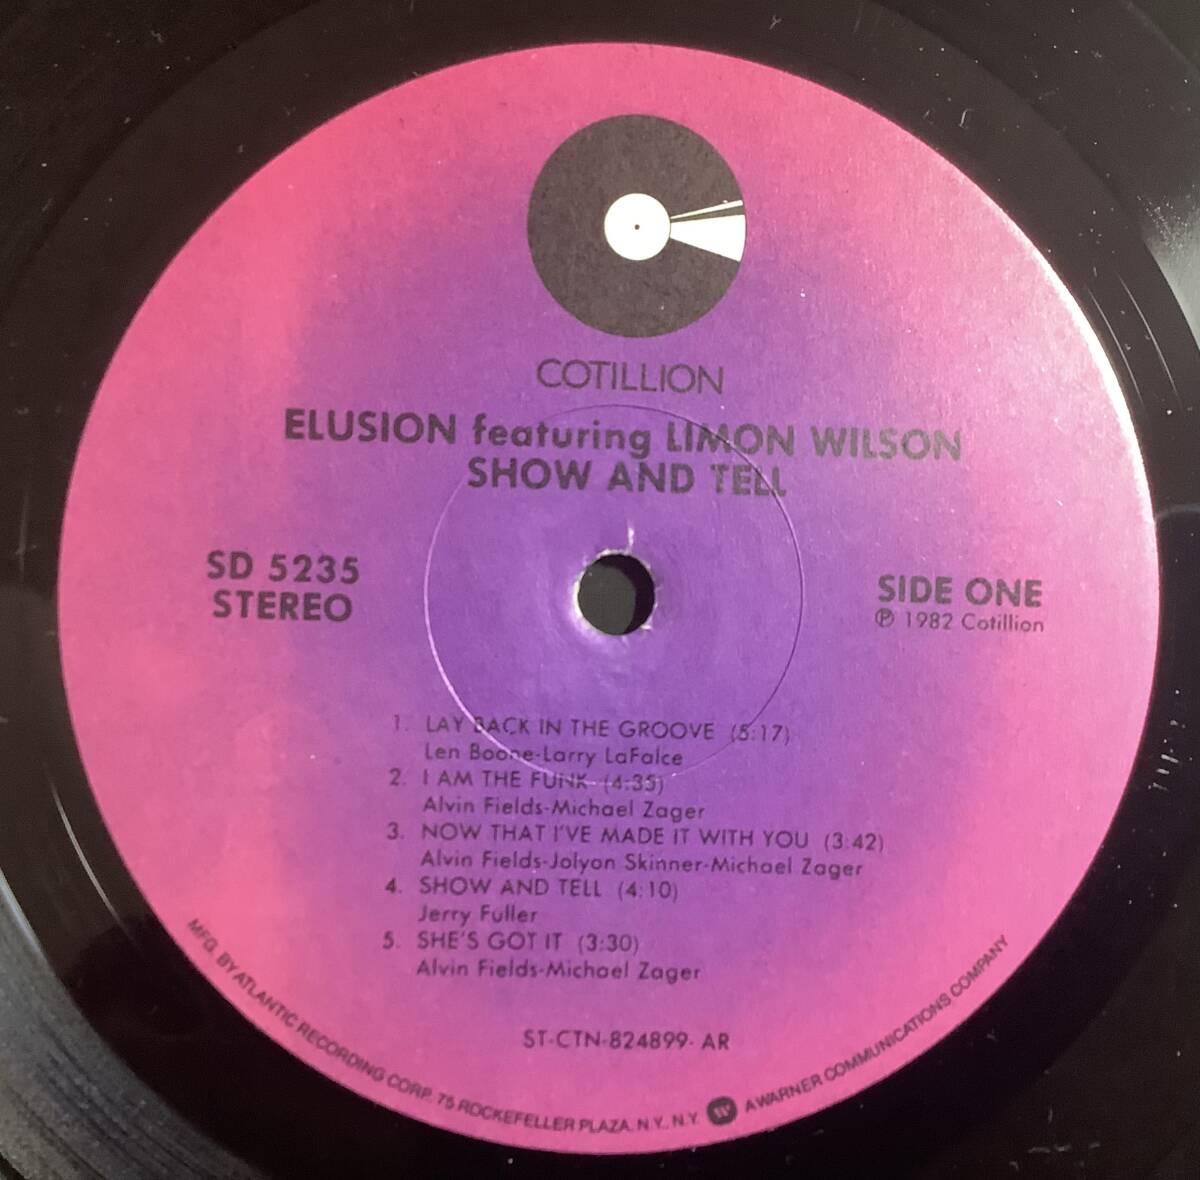 COTILLION
ELUSION featuring LIMON WILSON
SHOW AND TELL
SD 5235
STEREO
SIDE ONE
℗ 1982 Cotillion
1. LAY BACK IN THE GROOVE (5:17)
Len Boone-Larry LaFalce
2. I AM THE FUNK (4:35)
Alvin Fields-Michael Zager
3. NOW THAT I'VE MADE IT WITH YOU (3:42)
Alvin Fields-Jolyon Skinner-Michael Zager
4. SHOW AND TELL (4:10)
Jerry Fuller
5. SHE'S GOT IT (3:30)
Alvin Fields-Michael Zager
ST-CTN-824899- AR
MFG. BY ATLANTIC RECORDING CORP. 75 ROCKEFELLER PLAZA, N.Y., N.Y. W A WARNER COMMUNICATIONS COMPANY